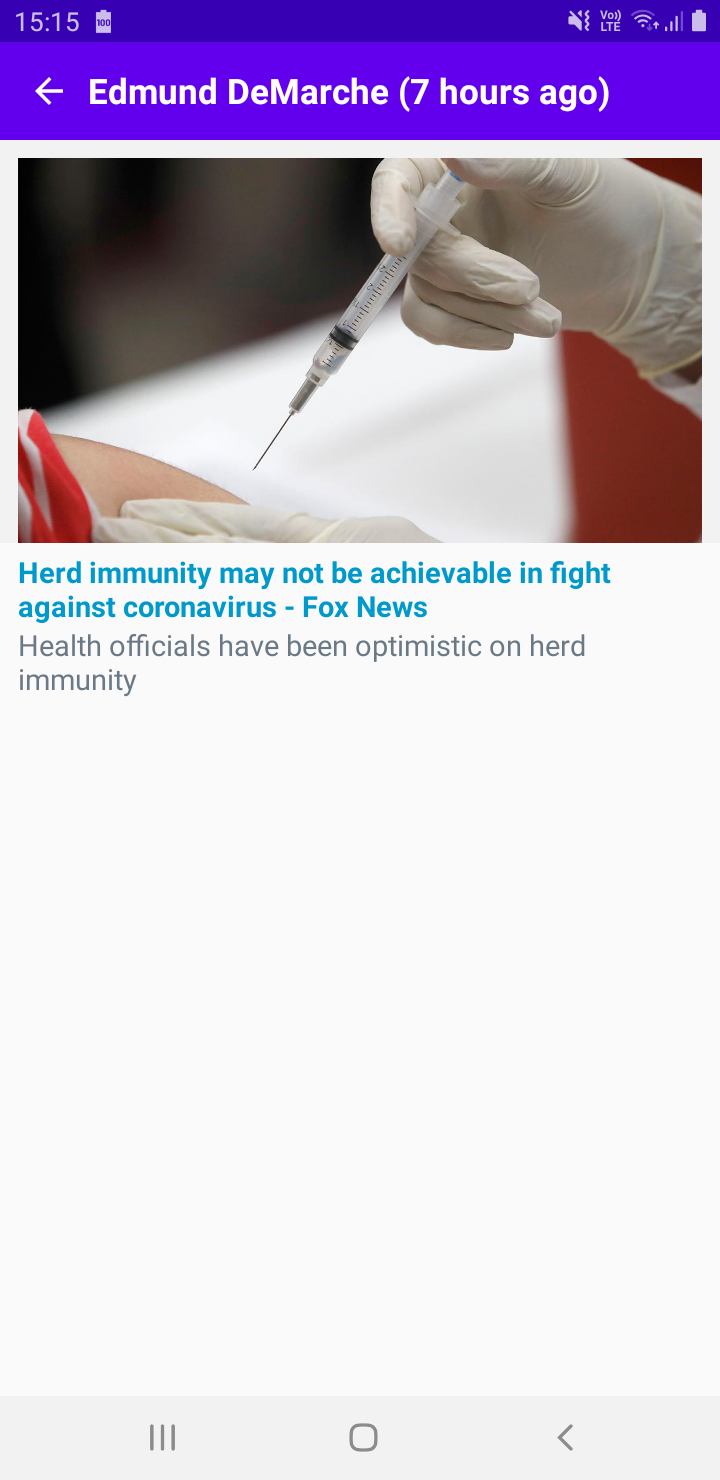 15:15 100 Vo)) LTE
Edmund DeMarche (7 hours ago)
Herd immunity may not be achievable in fight
against coronavirus - Fox News
Health officials have been optimistic on herd
immunity